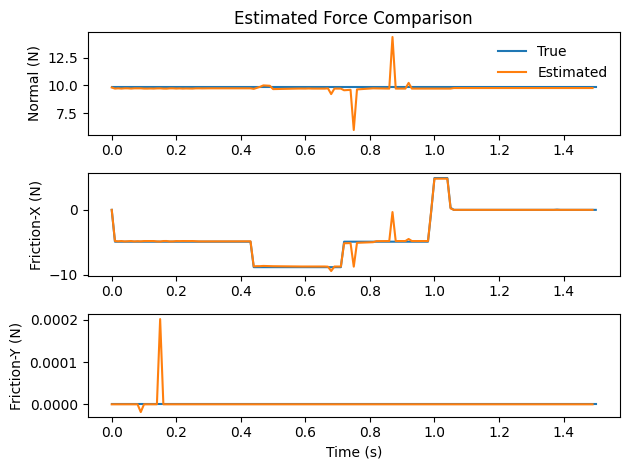 Estimated Force Comparison
Normal (N)
12.5
10.0
7.5
True
Estimated
0.0 0.2 0.4 0.6 0.8 1.0 1.2 1.4
Friction-X (N)
0
−10
0.0 0.2 0.4 0.6 0.8 1.0 1.2 1.4
Friction-Y (N)
0.0002
0.0001
0.0000
0.0 0.2 0.4 0.6 0.8 1.0 1.2 1.4
Time (s)